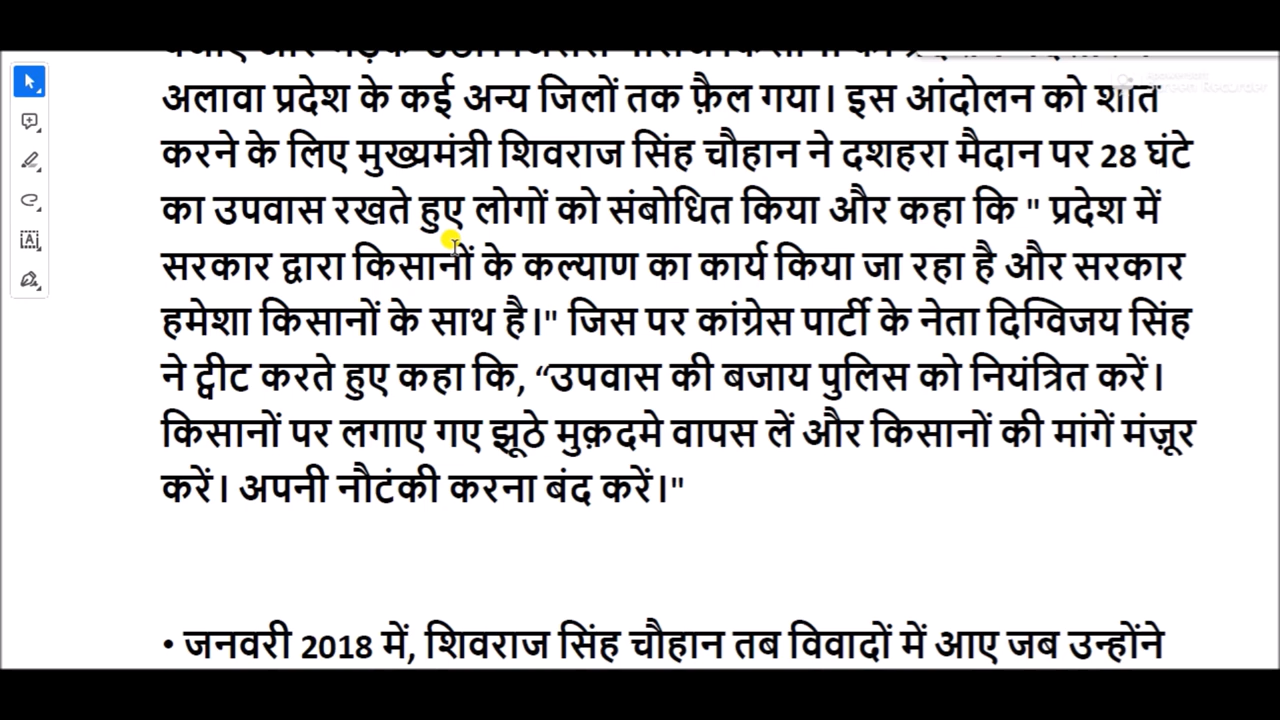 अलावा प्रदेश के कई अन्य जिलों तक फ़ैल गया। इस आंदोलन को शांत
करने के लिए मुख्यमंत्री शिवराज सिंह चौहान ने दशहरा मैदान पर 28 घंटे
का उपवास रखते हुए लोगों को संबोधित किया और कहा कि " प्रदेश में
सरकार द्वारा किसानों के कल्याण का कार्य किया जा रहा है और सरकार
हमेशा किसानों के साथ है।" जिस पर कांग्रेस पार्टी के नेता दिग्विजय सिंह
ने ट्वीट करते हुए कहा कि, “उपवास की बजाय पुलिस को नियंत्रित करें।
किसानों पर लगाए गए झूठे मुक़दमे वापस लें और किसानों की मांगें मंज़ूर
करें। अपनी नौटंकी करना बंद करें।"
• जनवरी 2018 में, शिवराज सिंह चौहान तब विवादों में आए जब उन्होंने
Screen Recorder